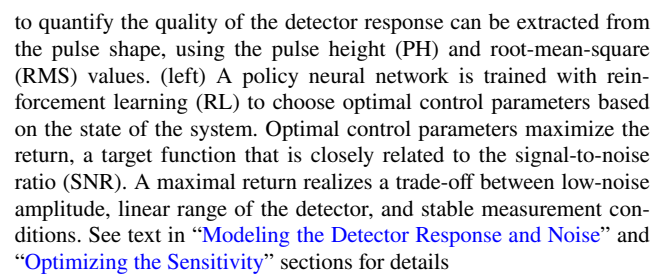 to quantify the quality of the detector response can be extracted from
the pulse shape, using the pulse height (PH) and root-mean-square
(RMS) values. (left) A policy neural network is trained with rein-
forcement learning (RL) to choose optimal control parameters based
on the state of the system. Optimal control parameters maximize the
return, a target function that is closely related to the signal-to-noise
ratio (SNR). A maximal return realizes a trade-off between low-noise
amplitude, linear range of the detector, and stable measurement con-
ditions. See text in “Modeling the Detector Response and Noise” and
“Optimizing the Sensitivity” sections for details